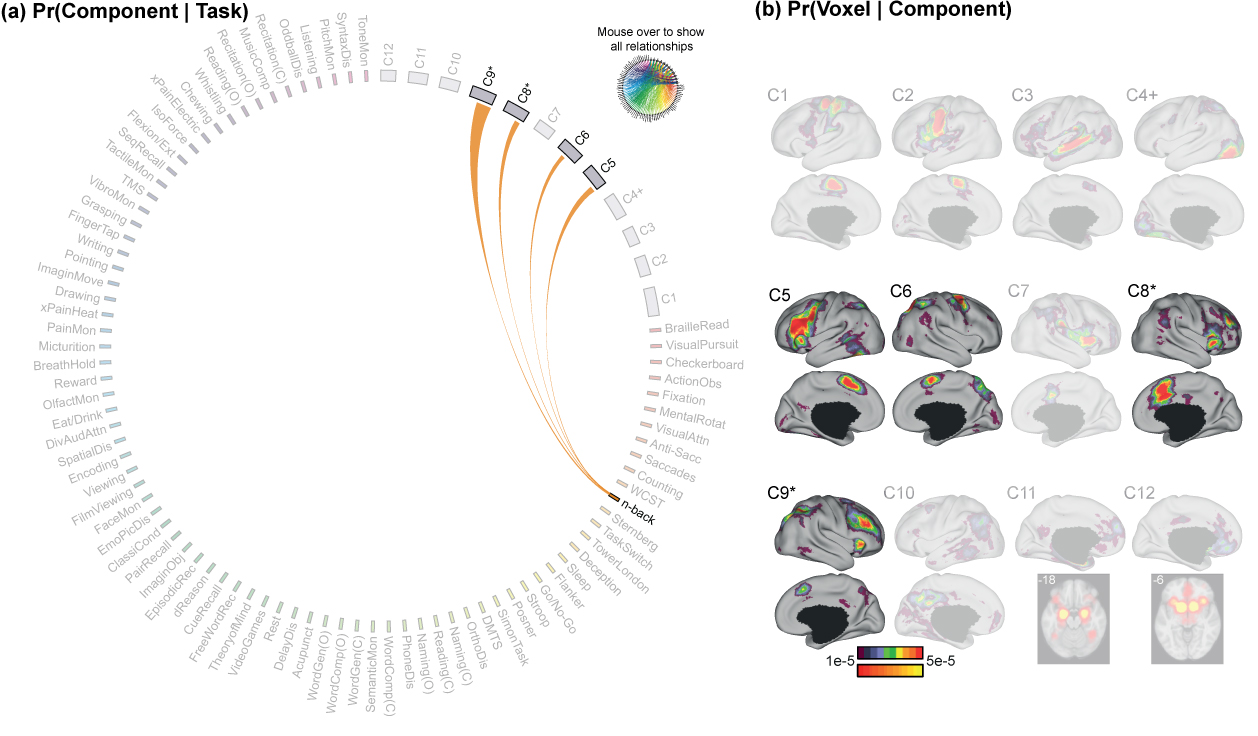 (a) Pr(Component | Task)
(b) Pr(Voxel | Component)
Mouse over to show
all relationships
C12
C11
C10
C9*
C8*
C7
C6
C5
C4+
C3
C2
C1
BrailleRead
VisualPursuit
Checkerboard
ActionObs
Fixation
MentalRotat
VisualAttn
Anti-Sacc
Saccades
Counting
WCST
n-back
Sternberg
TaskSwitch
TowerLondon
Deception
Sleep
Flanker
Go/No-Go
Stroop
Posner
SimonTask
DMTS
OrthoDis
Naming(C)
Reading(C)
Naming(O)
PhoneDis
WordComp(C)
SemanticMon
WordGen(C)
WordComp(O)
WordGen(O)
Acupunct
DelayDis
Rest
VideoGames
TheoryofMind
FreeWordRec
CueRecall
dReason
EpisodicRec
ImaginObj
PairRecall
ClassiCond
EmoPicDis
FaceMon
FilmViewing
Viewing
Encoding
SpatialDis
DivAudAttn
Eat/Drink
OlfactMon
Reward
BreathHold
Micturition
PainMon
xPainHeat
Drawing
ImaginMove
Pointing
Writing
FingerTap
Grasping
VibroMon
TMS
TactileMon
SeqRecall
FlexionExt
IsoForce
xPainElectric
Chewing
Whistling
Reading(O)
Recitation(O)
MusicComp
Recitation(C)
OddballDis
Listening
PitchMon
SyntaxDis
ToneMon
C1
C2
C3
C4+
C5
C6
C7
C8*
C9*
C10
C11
C12
-18
-6
1e-5
5e-5